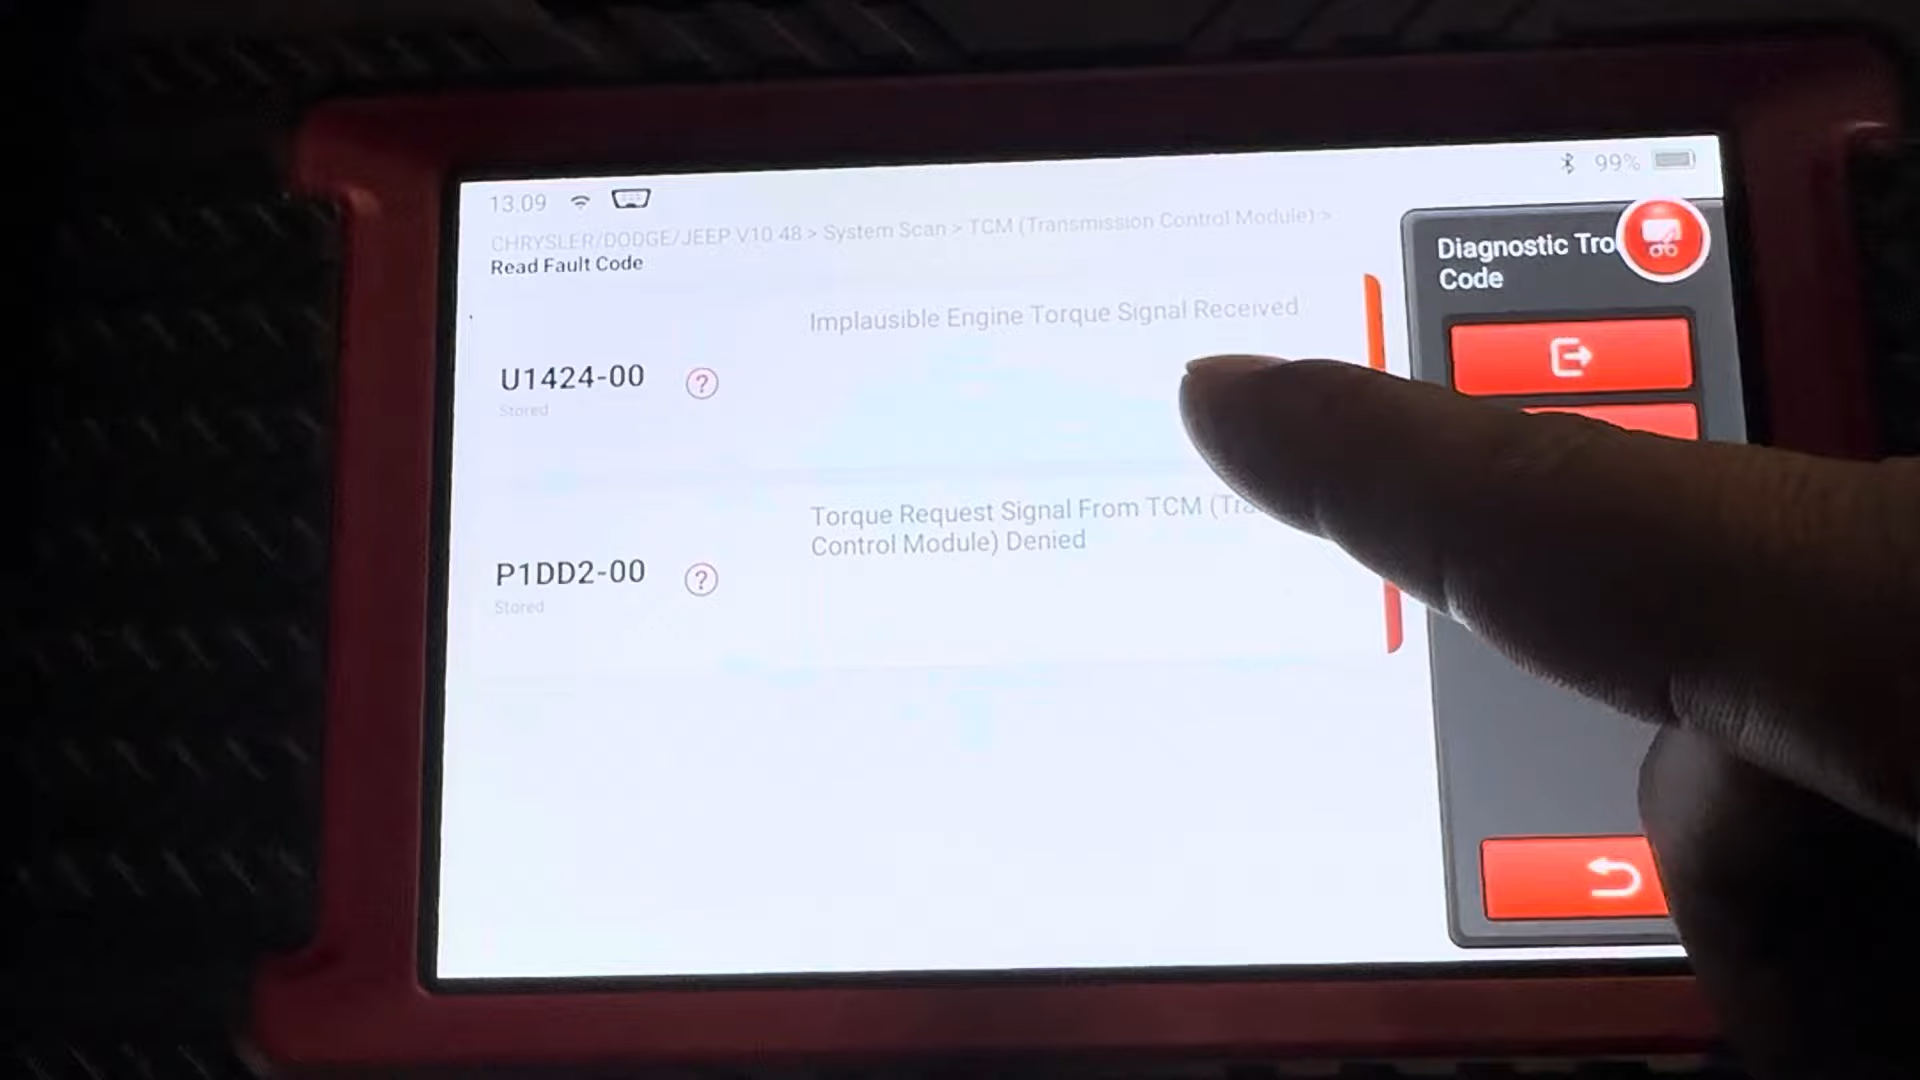 13.09
99%
CHRYSLER/DODGE/JEEP V10.48 > System Scan > TCM (Transmission Control Module) >
Read Fault Code
Diagnostic
Code
Implausible Engine Torque Signal Received
U1424-00
Stored
Torque Request Signal From TCM
Control Module) Denied
P1DD2-00
Stored